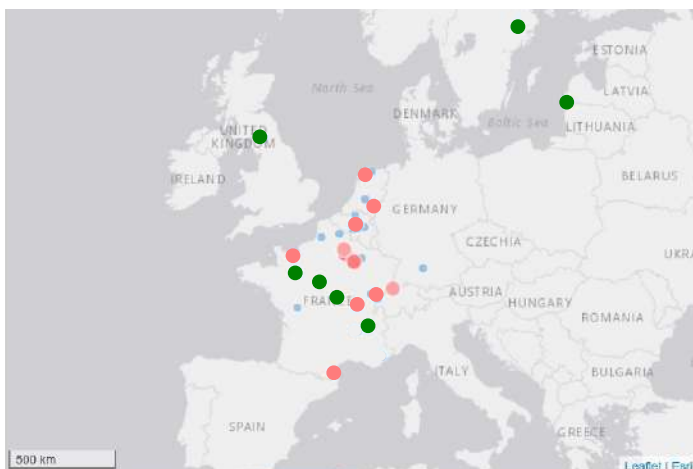 ESTONIA
North Sea
LATVIA
DENMARK
Baltic Sea
LITHUANIA
UNITED
KINGDOM
BELARUS
IRELAND
GERMANY
CZECHIA
UKRA
AUSTRIA
HUNGARY
FRANCE
ROMANIA
ITALY
BULGARIA
SPAIN
GREECE
500 km
Leaflet | Esri